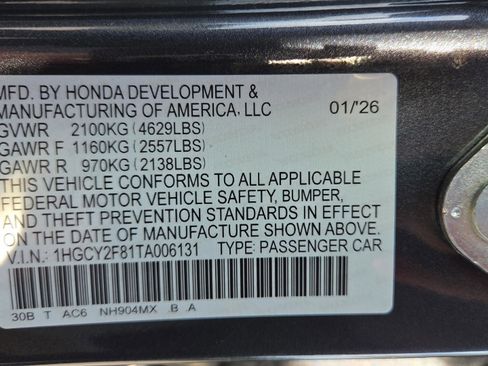 MFD. BY HONDA DEVELOPMENT &
MANUFACTURING OF AMERICA, LLC 01/'26
GVWR 2100KG (4629LBS)
GAWR F 1160KG (2557LBS)
GAWR R 970KG (2138LBS)
THIS VEHICLE CONFORMS TO ALL APPLICABLE
FEDERAL MOTOR VEHICLE SAFETY, BUMPER,
AND THEFT PREVENTION STANDARDS IN EFFECT
ON THE DATE OF MANUFACTURE SHOWN ABOVE.
V.I.N.: 1HGCY2F81TA006131 TYPE: PASSENGER CAR
30B T AC6 NH904MX B A